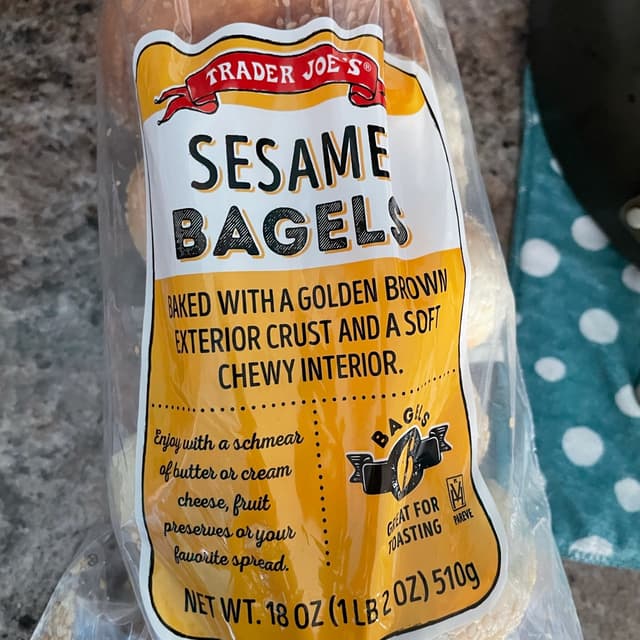 TRADER JOE'S®
SESAME
BAGELS
BAKED WITH A GOLDEN BROWN
EXTERIOR CRUST AND A SOFT
CHEWY INTERIOR.
Enjoy with a schmear
of butter or cream
cheese, fruit
preserves or your
favorite spread.
BAGELS
GREAT FOR
TOASTING
PAREVE
NET WT. 18 OZ (1 LB 2 OZ) 510g